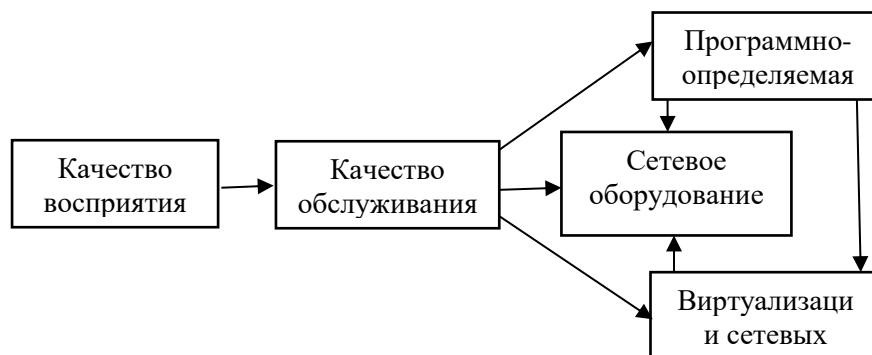 Программно-
определяемая
Качество
восприятия
Качество
обслуживания
Сетевое
оборудование
Виртуализаци
и сетевых